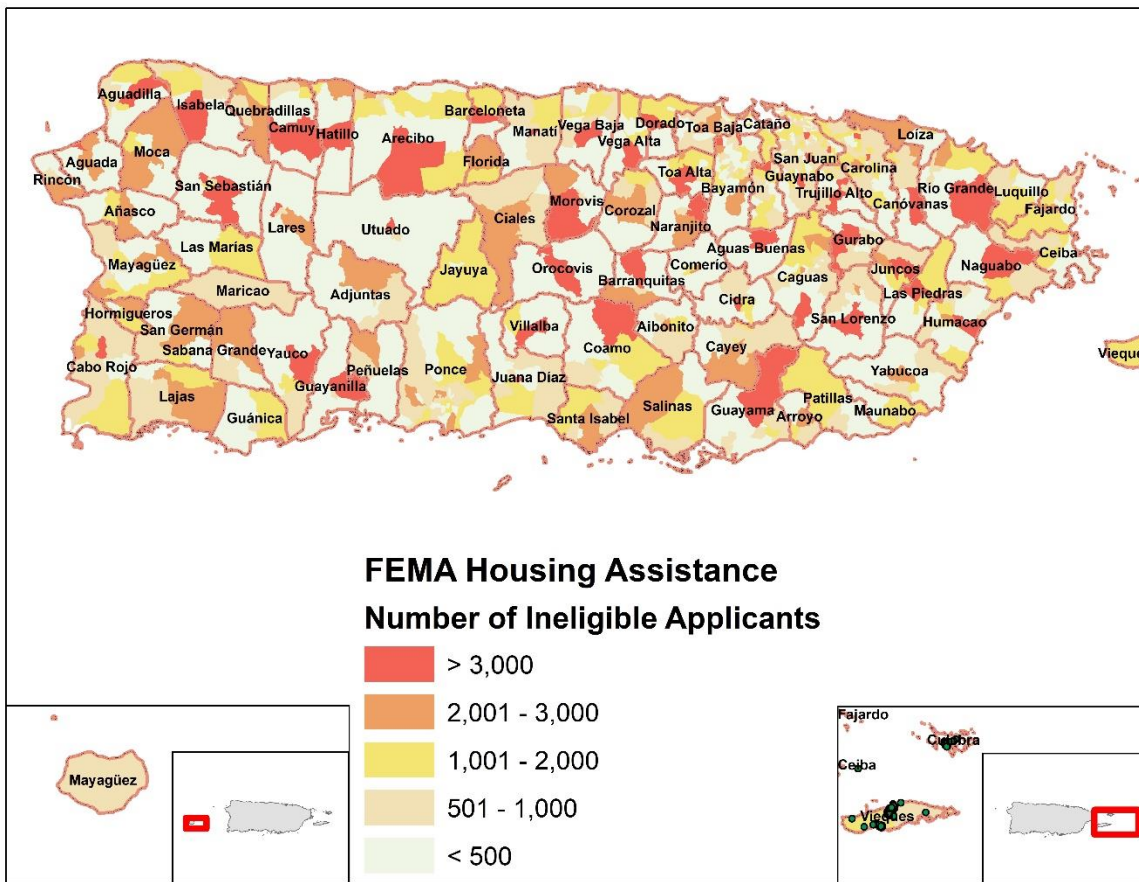 Aguadilla
Isabela
Quebradillas
Camuy
Hatillo
Arecibo
Barceloneta
Manatí
Vega Baja
Vega Alta
Dorado
Toa Baja
Cataño
Loíza
San Juan
Carolina
Guaynabo
Trujillo Alto
Canóvanas
Río Grande
Luquillo
Fajardo
Aguada
Rincón
Moca
San Sebastián
Florida
Toa Alta
Bayamón
Añasco
Lares
Utuado
Ciales
Morovis
Corozal
Naranjito
Aguas Buenas
Gurabo
Ceiba
Las Marías
Mayagüez
Maricao
Adjuntas
Jayuya
Orocovis
Barranquitas
Comerío
Caguas
Juncos
Naguabo
Las Piedras
Hormigueros
San Germán
Sabana Grande
Yauco
Villalba
Aibonito
Cidra
San Lorenzo
Humacao
Cabo Rojo
Lajas
Guánica
Guayanilla
Peñuelas
Ponce
Juana Díaz
Coamo
Cayey
Yabucoa
Vieque
Santa Isabel
Salinas
Guayama
Arroyo
Patillas
Maunabo
FEMA Housing Assistance
Number of Ineligible Applicants
> 3,000
2,001 - 3,000
1,001 - 2,000
501 - 1,000
< 500
Mayagüez
Fajardo
Culebra
Ceiba
Vieques